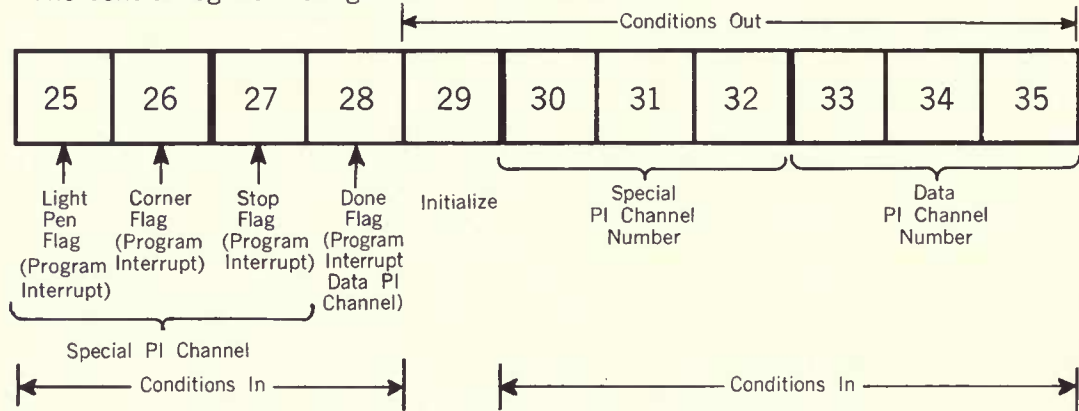 Conditions Out
25 26 27 28 29 30 31 32 33 34 35
Light
Pen
Flag
(Program
Interrupt)
Corner
Flag
(Program
Interrupt)
Stop
Flag
(Program
Interrupt)
Done
Flag
(Program
Interrupt
Data PI
Channel)
Initialize
Special
PI Channel
Number
Data
PI Channel
Number
Special PI Channel
Conditions In
Conditions In